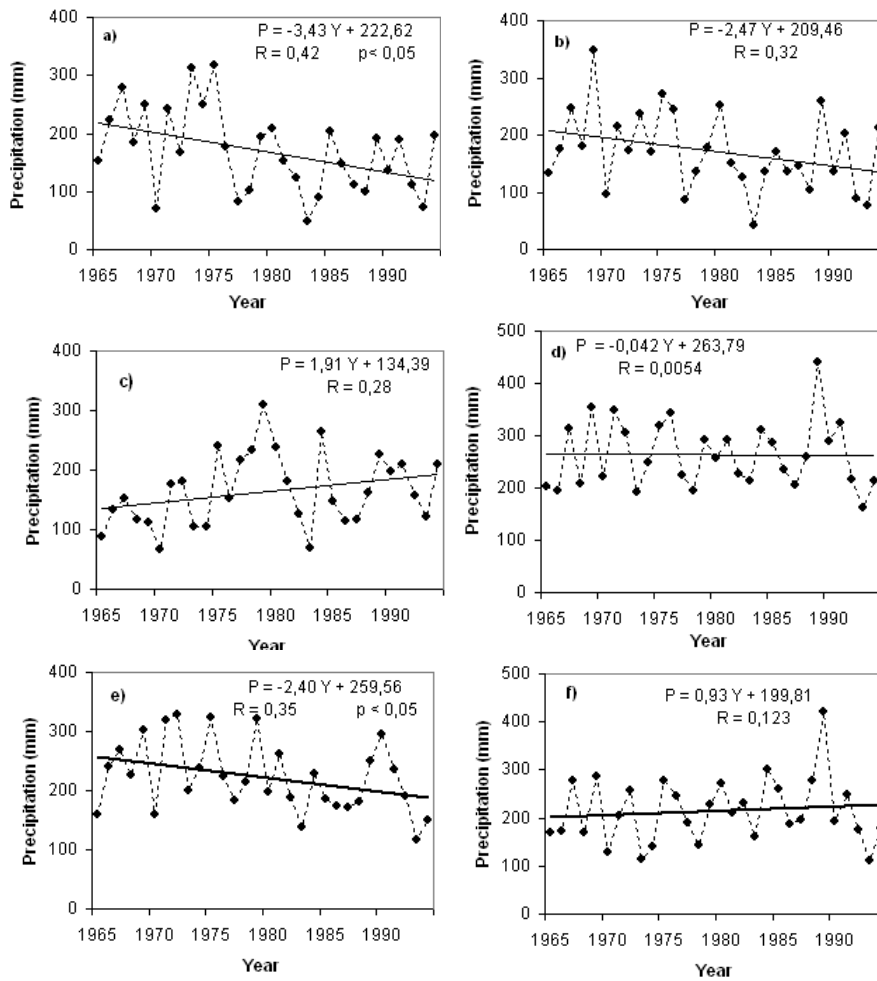 a)
P = -3,43 Y + 222,62
R = 0,42 p< 0,05
Precipitation (mm)
400
300
200
100
0
1965 1970 1975 1980 1985 1990
Year
b)
P = -2,47 Y + 209,46
R = 0,32
Precipitation (mm)
400
300
200
100
0
1965 1970 1975 1980 1985 1990
Year
c)
P = 1,91 Y + 134,39
R = 0,28
Precipitation (mm)
400
300
200
100
0
1965 1970 1975 1980 1985 1990
Year
d)
P = -0,042 Y + 263,79
R = 0,0054
Precipitation (mm)
500
400
300
200
100
0
1965 1970 1975 1980 1985 1990
Year
e)
P = -2,40 Y + 259,56
R = 0,35 p < 0,05
Precipitation (mm)
400
300
200
100
0
1965 1970 1975 1980 1985 1990
Year
f)
P = 0,93 Y + 199,81
R = 0,123
Precipitation (mm)
500
400
300
200
100
0
1965 1970 1975 1980 1985 1990
Year